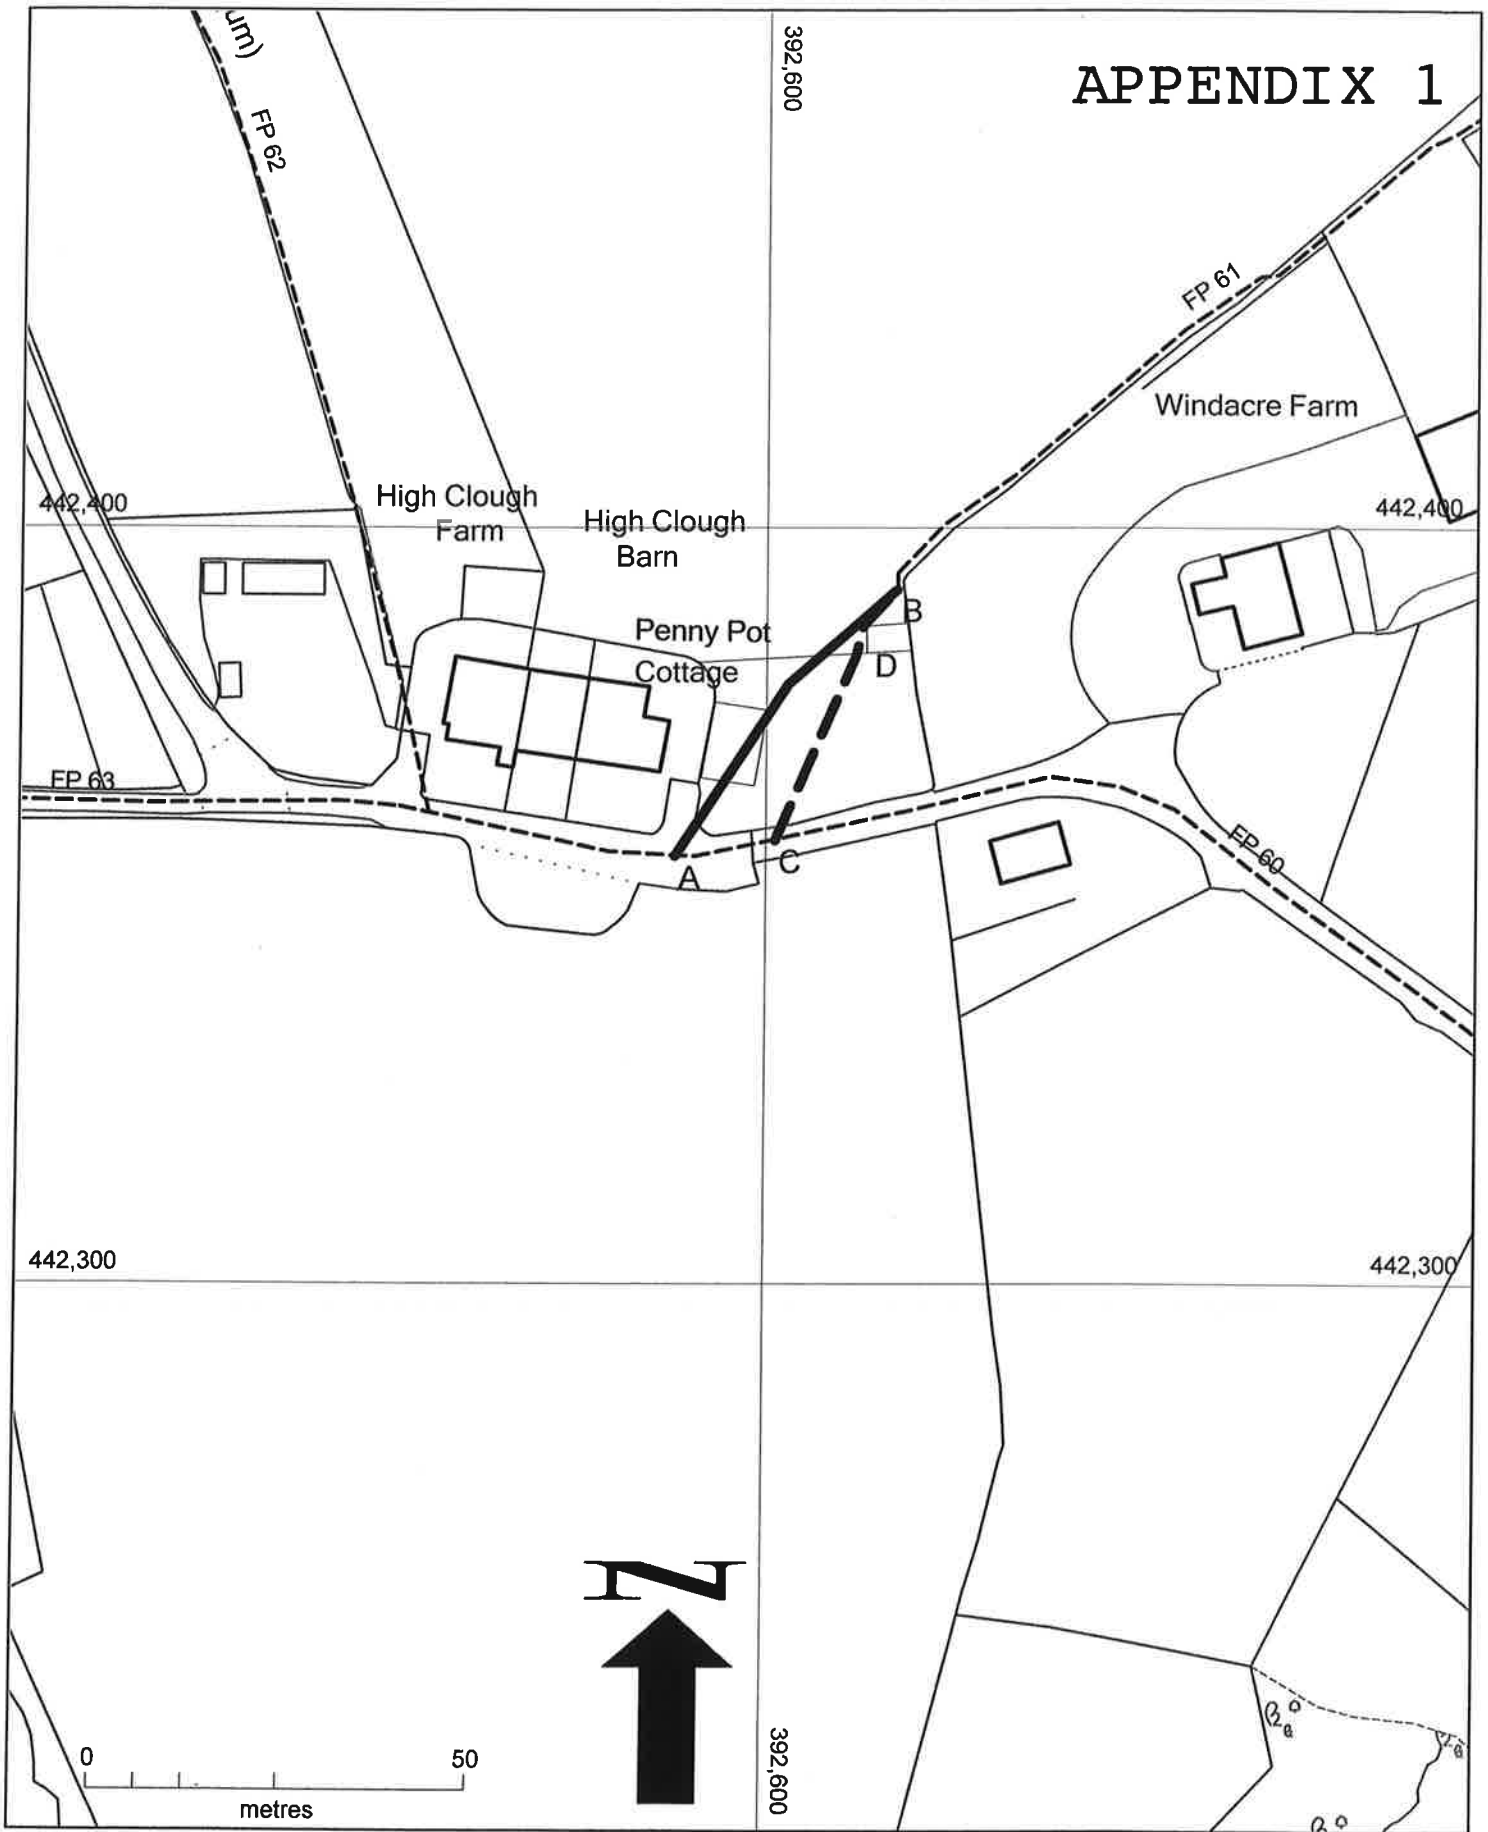 um)
392,600
APPENDIX 1
FP 62
FP 61
Windacre Farm
442,400
High Clough
Farm
High Clough
Barn
442,400
Penny Pot
Cottage
B
D
FP 63
A
C
FP 60
442,300
442,300
N
0
50
metres
392,600